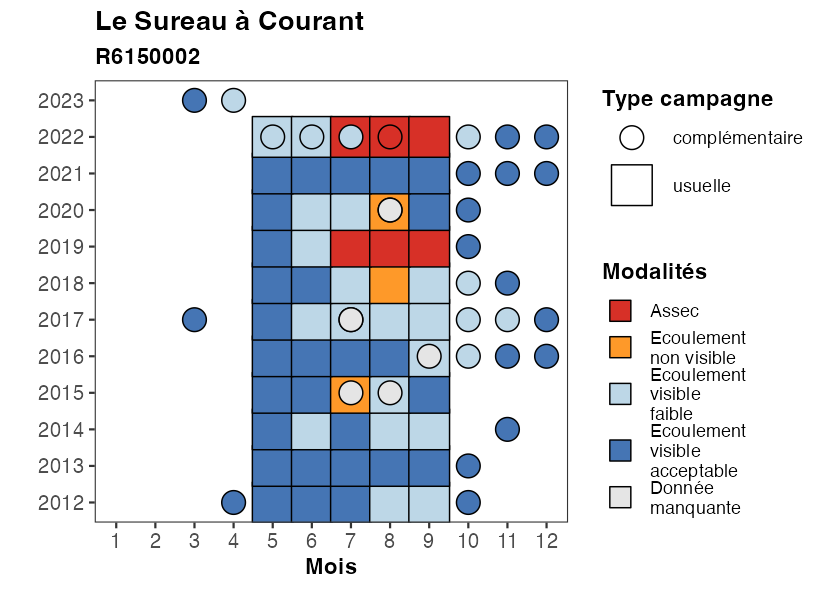 Le Sureau à Courant
R6150002
2023
2022
2021
2020
2019
2018
2017
2016
2015
2014
2013
2012
1 2 3 4 5 6 7 8 9 10 11 12
Mois
Type campagne
complémentaire
usuelle
Modalités
Assec
Ecoulement
non visible
Ecoulement
visible
faible
Ecoulement
visible
acceptable
Donnée
manquante